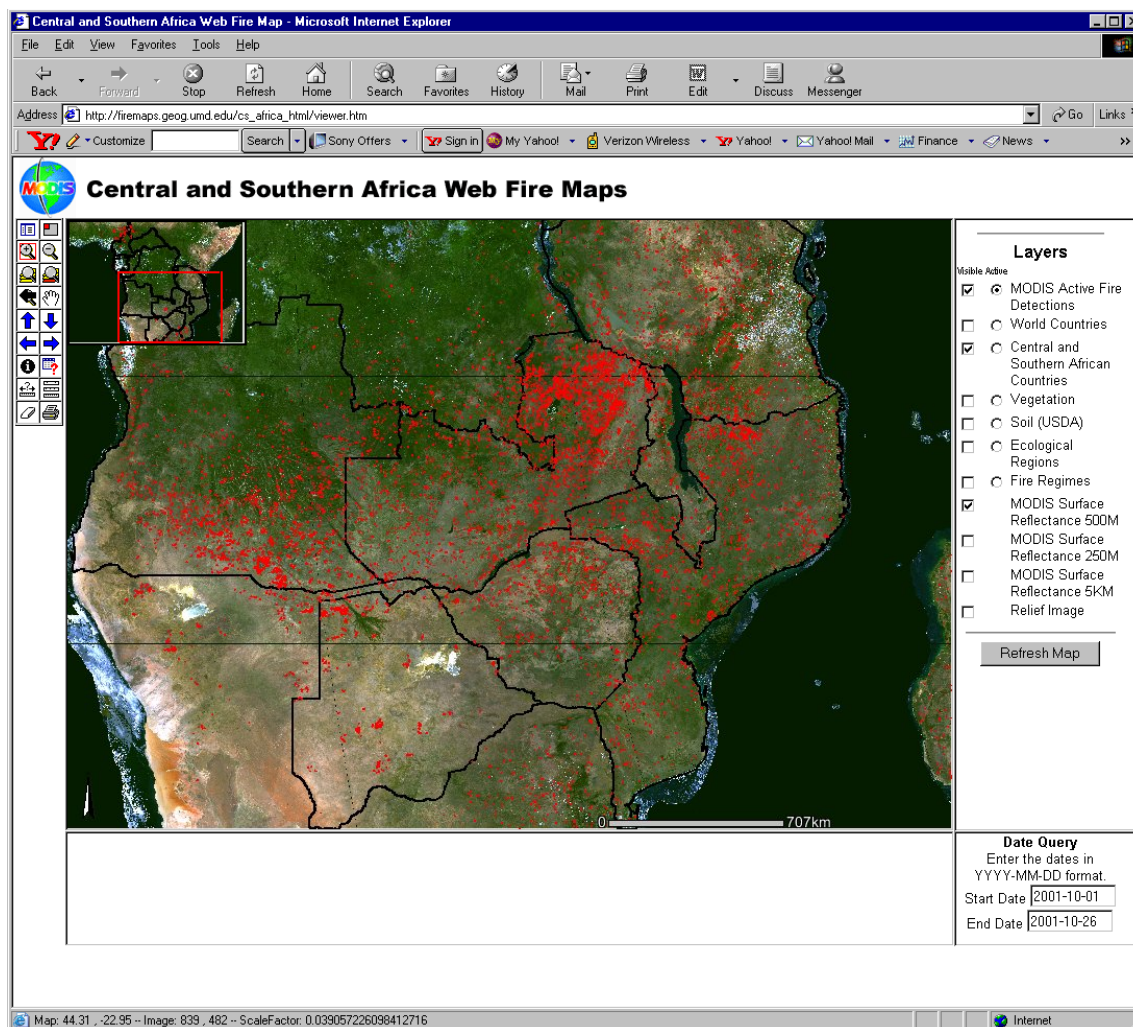 Central and Southern Africa Web Fire Map - Microsoft Internet Explorer
File Edit View Favorites Tools Help
Back Forward Stop Refresh Home Search Favorites History Mail Print Edit Discuss Messenger
Address http://firemaps.geog.umd.edu/cs_africa_html/viewer.htm Go Links
Y! Customize Search Sony Offers Sign in My Yahoo! Verizon Wireless Yahoo! Yahoo! Mail Finance News »
MODIS Central and Southern Africa Web Fire Maps
Layers
Visible Active
MODIS Active Fire
Detections
World Countries
Central and
Southern African
Countries
Vegetation
Soil (USDA)
Ecological
Regions
Fire Regimes
MODIS Surface
Reflectance 500M
MODIS Surface
Reflectance 250M
MODIS Surface
Reflectance 5KM
Relief Image
Refresh Map
0 707km
Date Query
Enter the dates in
YYYY-MM-DD format.
Start Date 2001-10-01
End Date 2001-10-26
Map: 44.31 , -22.95 -- Image: 839 , 482 -- ScaleFactor: 0.039057226098412716 Internet